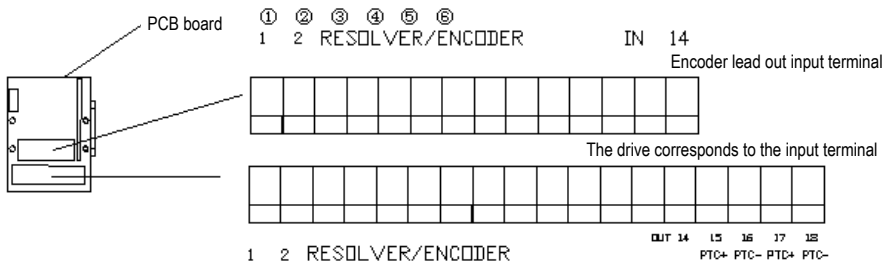 PCB board
① ② ③ ④ ⑤ ⑥
1 2 RESOLVER/ENCODER IN 14
Encoder lead out input terminal
The drive corresponds to the input terminal
OUT 14 15 16 17 18
PTC+ PTC- PTD+ PTC-
1 2 RESOLVER/ENCODER